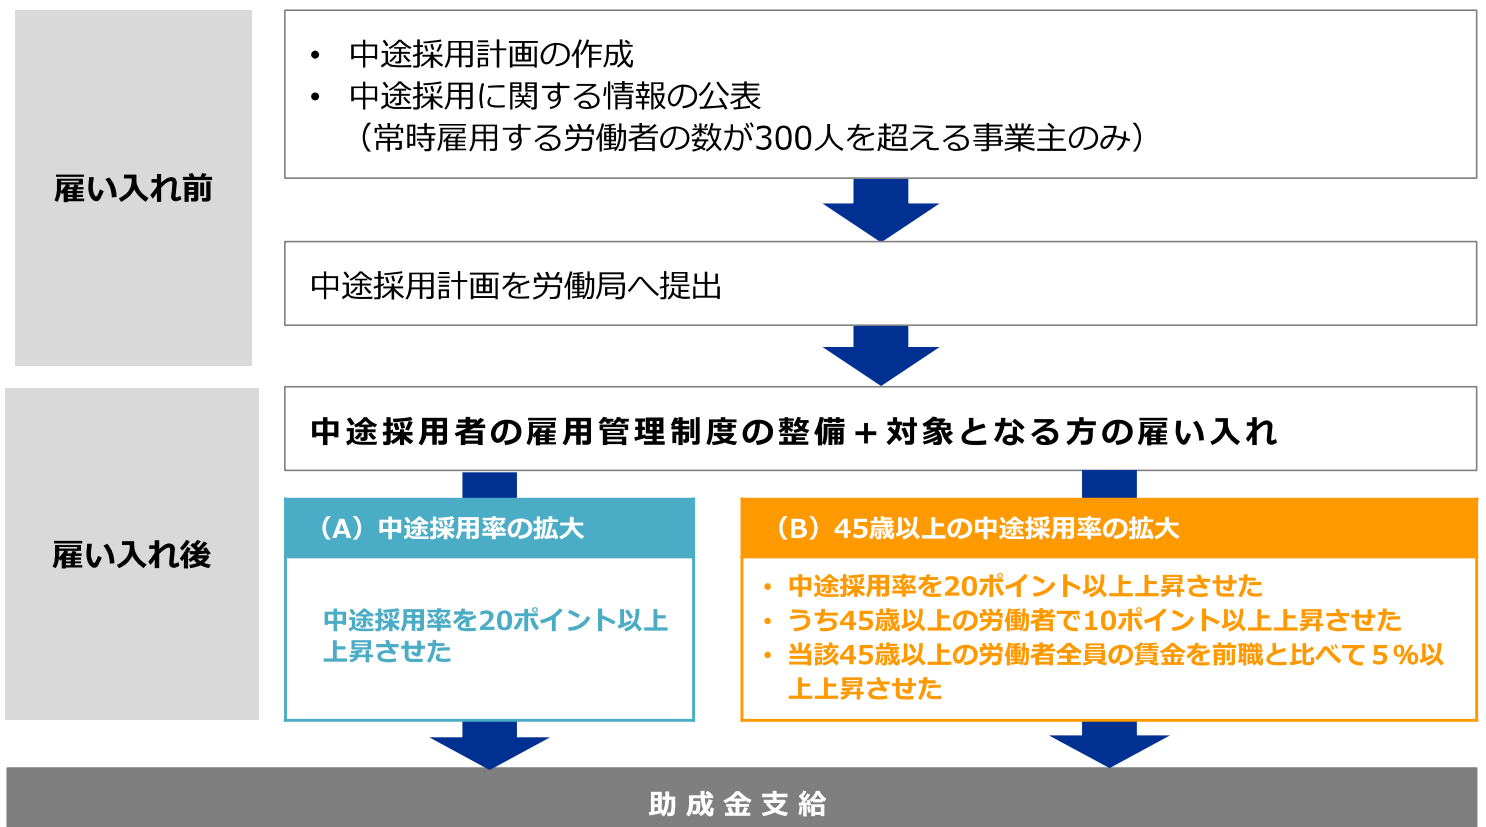 雇い入れ前
• 中途採用計画の作成
• 中途採用に関する情報の公表
（常時雇用する労働者の数が300人を超える事業主のみ）
中途採用計画を労働局へ提出
雇い入れ後
中途採用者の雇用管理制度の整備＋対象となる方の雇い入れ
（A）中途採用率の拡大
中途採用率を20ポイント以上
上昇させた
（B）45歳以上の中途採用率の拡大
• 中途採用率を20ポイント以上上昇させた
• うち45歳以上の労働者で10ポイント以上上昇させた
• 当該45歳以上の労働者全員の賃金を前職と比べて５％以
上上昇させた
助成金支給